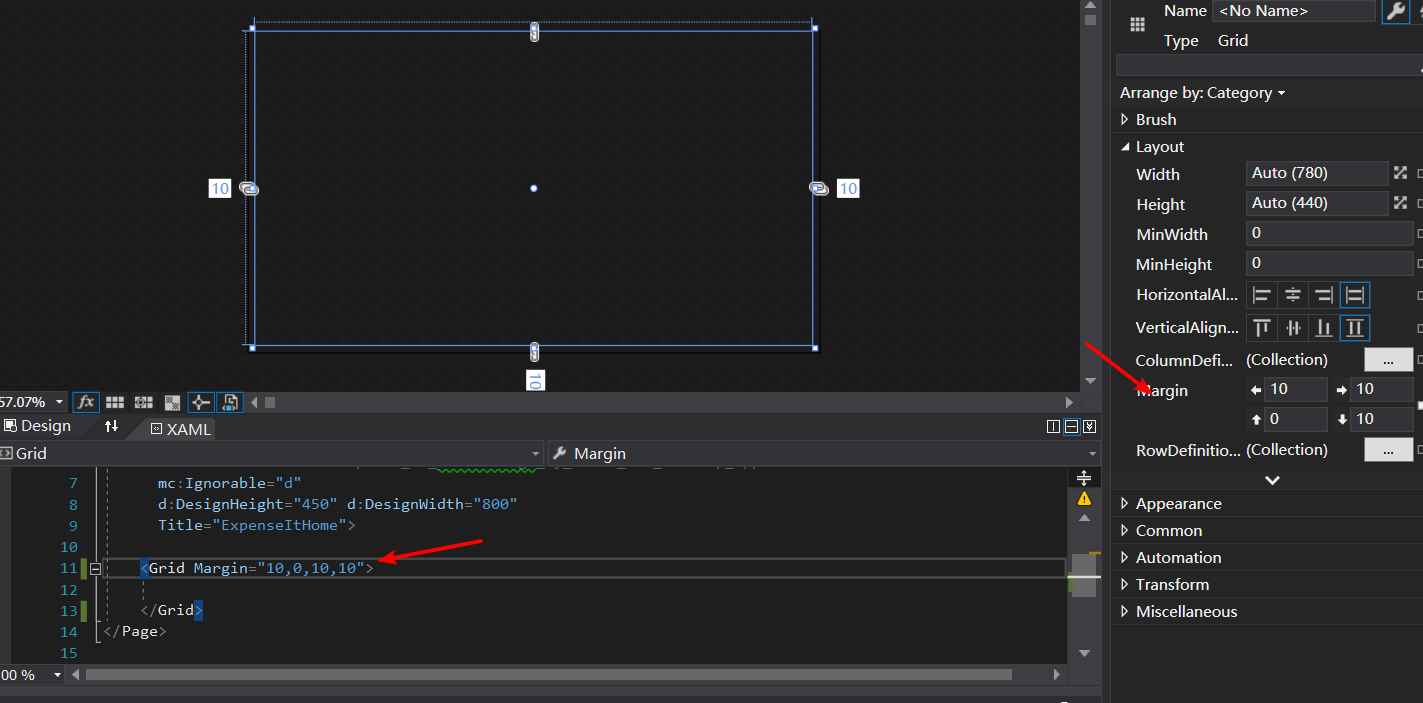 Name <No Name>
Type Grid
Arrange by: Category
Brush
Layout
Width Auto (780)
Height Auto (440)
MinWidth 0
MinHeight 0
HorizontalAl...
VerticalAlign...
ColumnDefi... (Collection) ...
Margin 10 10
0 10
RowDefinitio... (Collection) ...
Appearance
Common
Automation
Transform
Miscellaneous
10
10
10
57.07% fx
Design XAML
Grid Margin
7 mc:Ignorable="d"
8 d:DesignHeight="450" d:DesignWidth="800"
9 Title="ExpenseItHome">
10
11 <Grid Margin="10,0,10,10">
12
13 </Grid>
14 </Page>
15
00 %